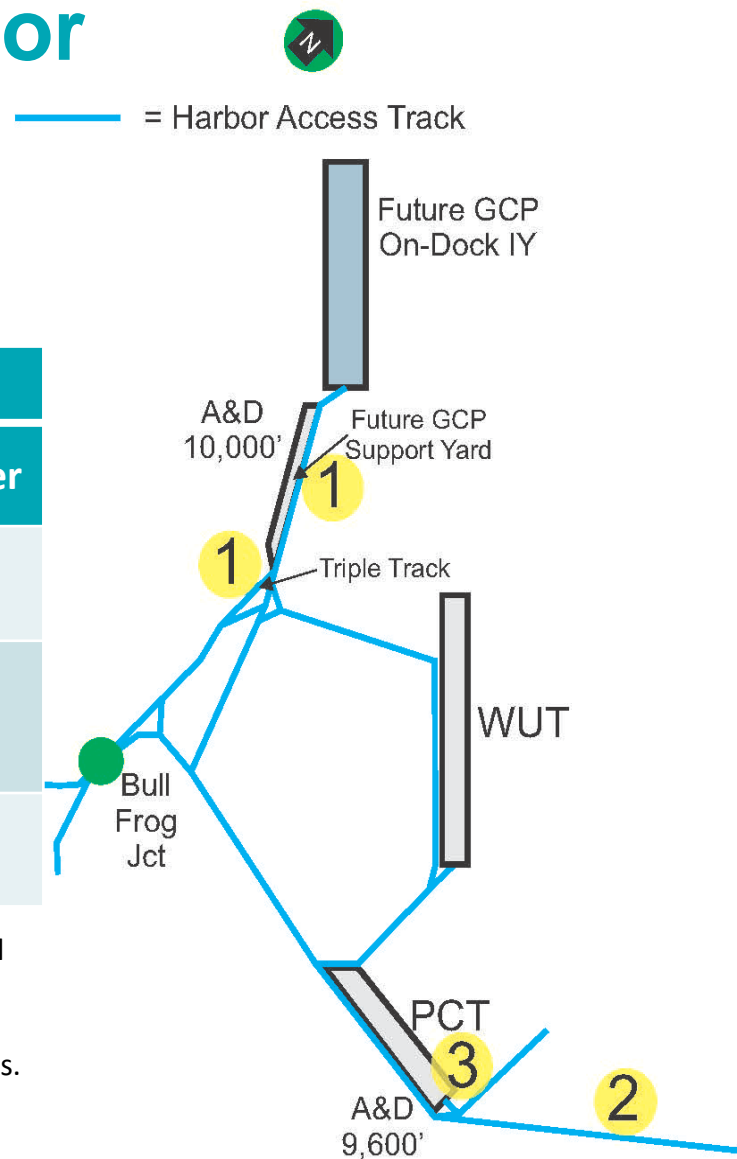 or
N
= Harbor Access Track
Future GCP
On-Dock IY
A&D
10,000’
Future GCP
Support Yard
1
er
1
Triple Track
WUT
Bull
Frog
Jct
PCT
3
s.
2
A&D
9,600’